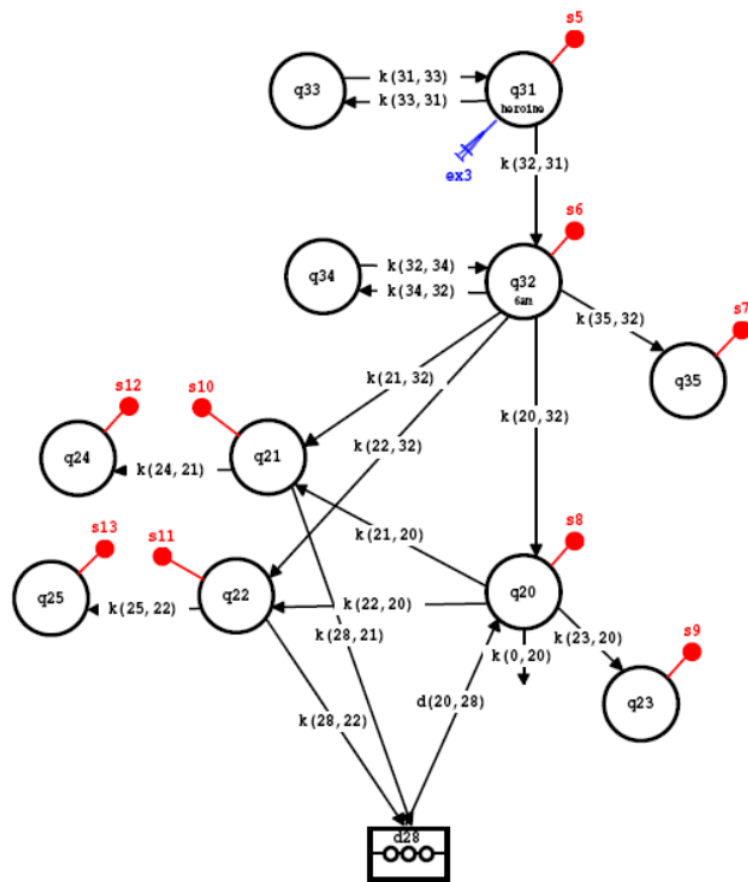 s5
q33
k(31,33)
k(33,31)
q31
heroine
ex3
k(32,31)
s6
q34
k(32,34)
k(34,32)
q32
6am
k(35,32)
s7
q35
s12
s10
k(21,32)
k(20,32)
q24
k(24,21)
q21
k(22,32)
s13
s11
k(21,20)
s8
q25
k(25,22)
q22
k(22,20)
q20
k(28,21)
k(0,20)
k(23,20)
s9
k(28,22)
d(20,28)
q23
d28